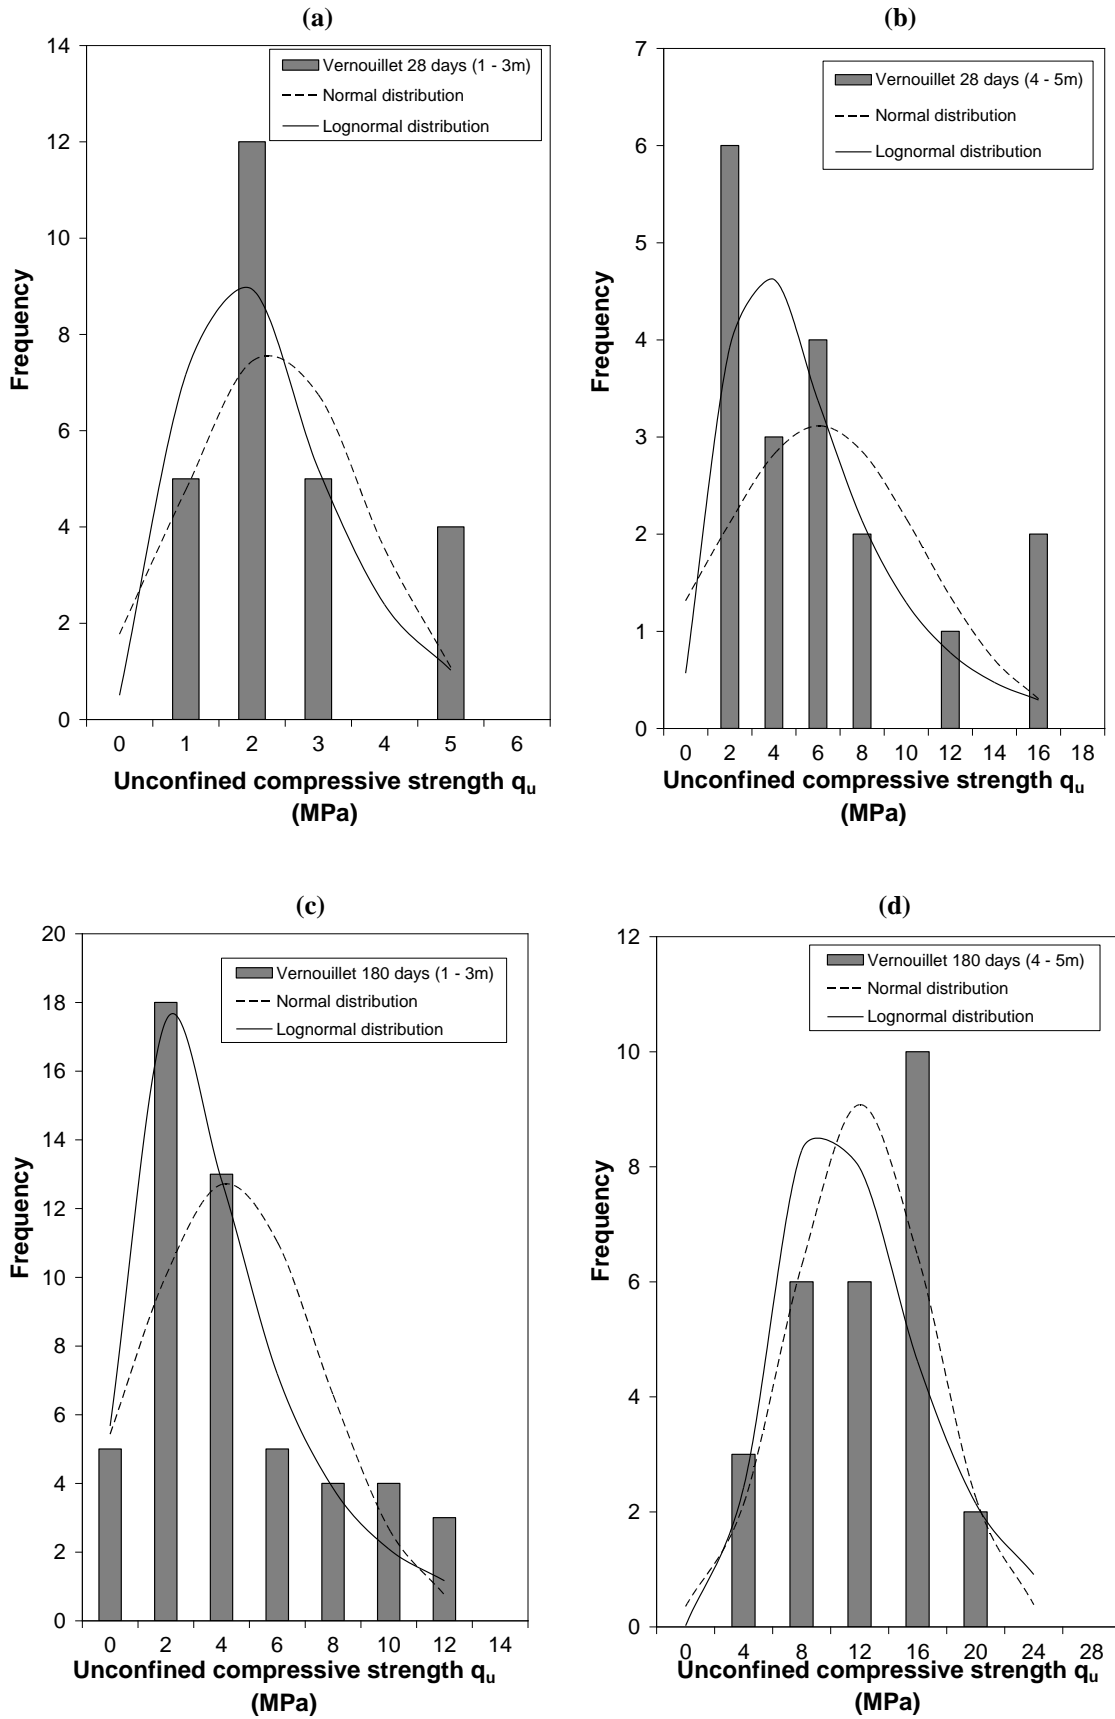 (a)
14
12
10
8
6
4
2
0
Frequency
Vernouillet 28 days (1 - 3m)
Normal distribution
Lognormal distribution
0 1 2 3 4 5 6
Unconfined compressive strength qu
(MPa)
(b)
7
6
5
4
3
2
1
0
Frequency
Vernouillet 28 days (4 - 5m)
Normal distribution
Lognormal distribution
0 2 4 6 8 10 12 14 16 18
Unconfined compressive strength qu
(MPa)
(c)
20
18
16
14
12
10
8
6
4
2
0
Frequency
Vernouillet 180 days (1 - 3m)
Normal distribution
Lognormal distribution
0 2 4 6 8 10 12 14
Unconfined compressive strength qu
(MPa)
(d)
12
10
8
6
4
2
0
Frequency
Vernouillet 180 days (4 - 5m)
Normal distribution
Lognormal distribution
0 4 8 12 16 20 24 28
Unconfined compressive strength qu
(MPa)